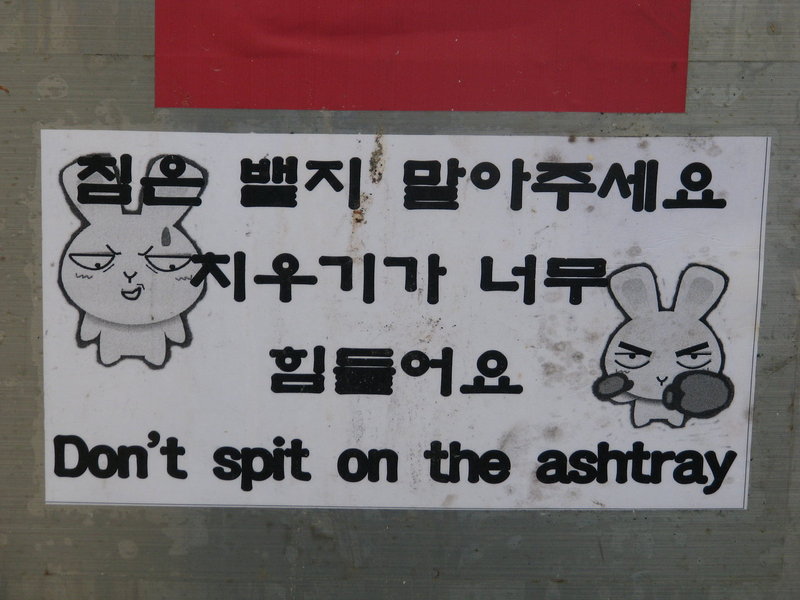 침은 뱉지 말아주세요
치우기가 너무
힘들어요
Don't spit on the ashtray